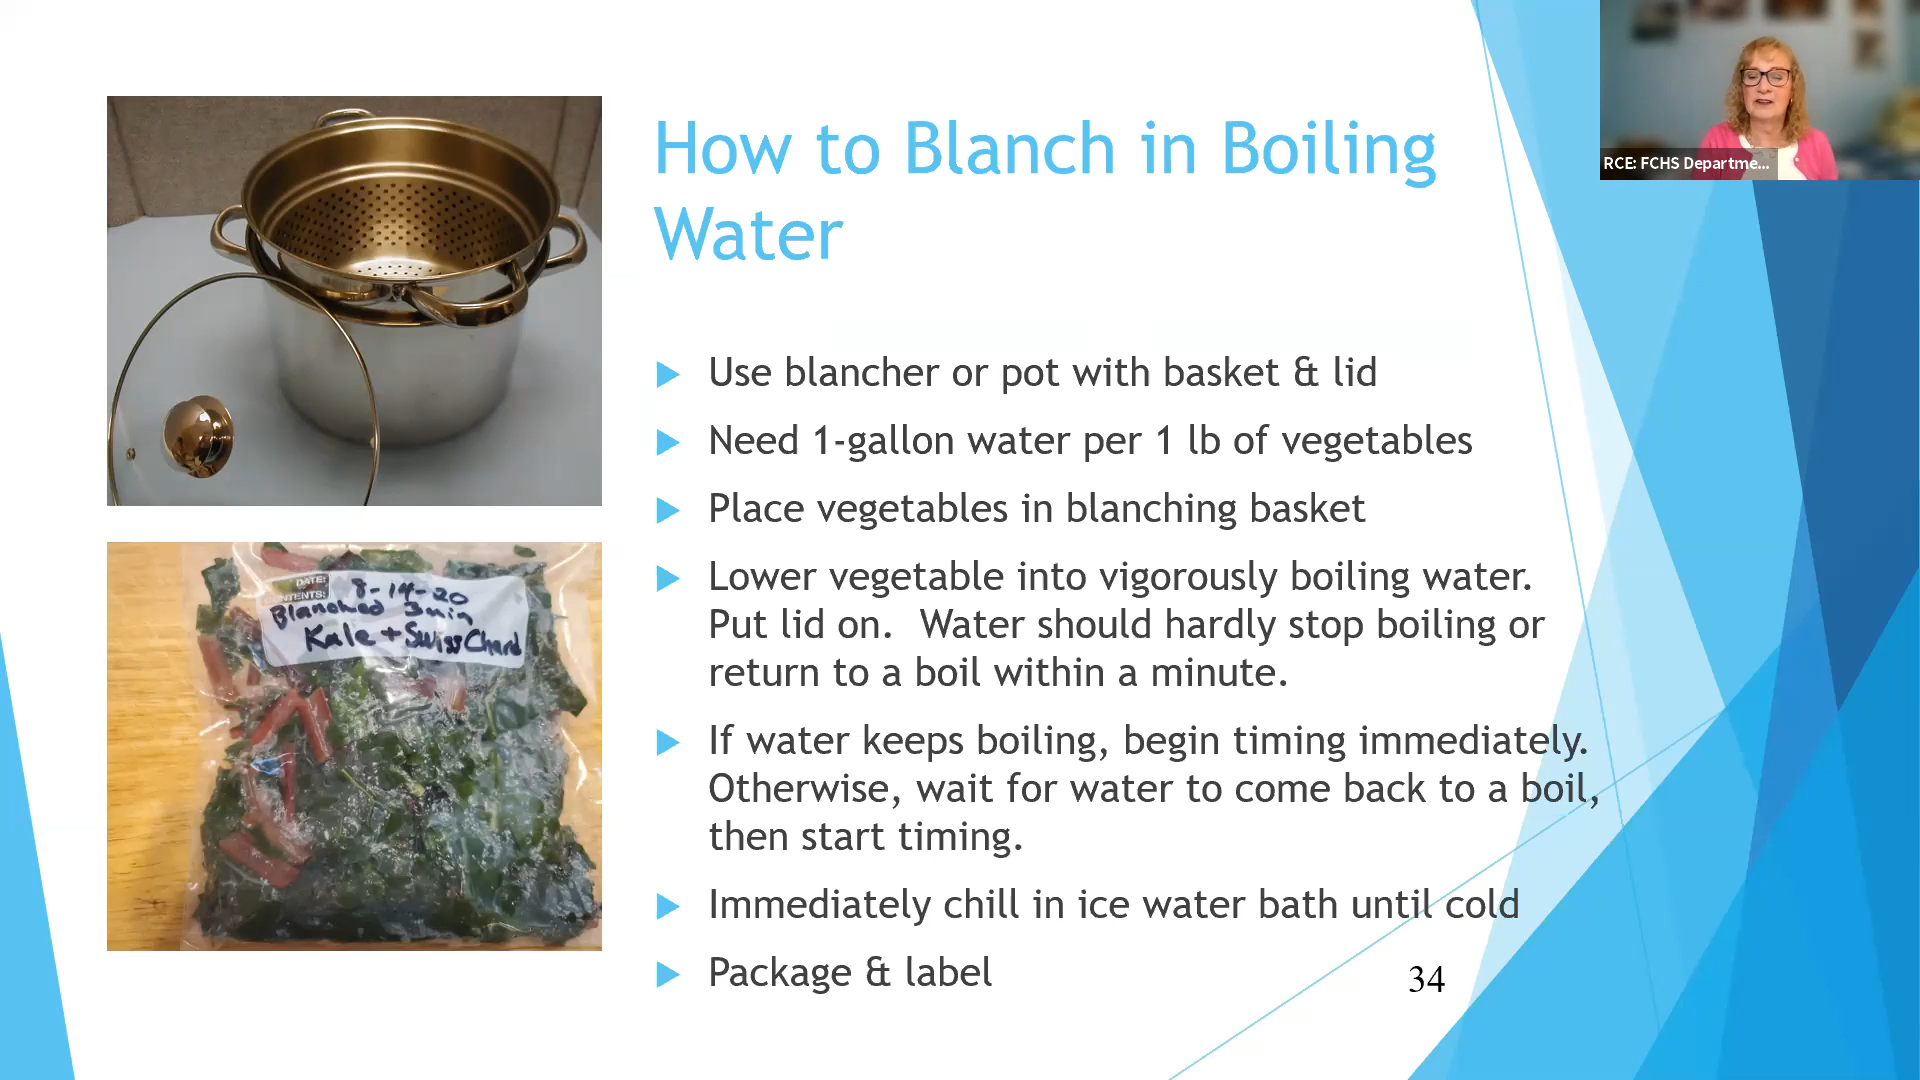 RCE: FCHS Departme...
How to Blanch in Boiling
Water
Use blancher or pot with basket & lid
Need 1-gallon water per 1 lb of vegetables
Place vegetables in blanching basket
Lower vegetable into vigorously boiling water.
Put lid on. Water should hardly stop boiling or
return to a boil within a minute.
If water keeps boiling, begin timing immediately.
Otherwise, wait for water to come back to a boil,
then start timing.
Immediately chill in ice water bath until cold
Package & label
34
DATE: 8-14-20
NTENTS:
Blanched 3 min
Kale + Swiss Chard